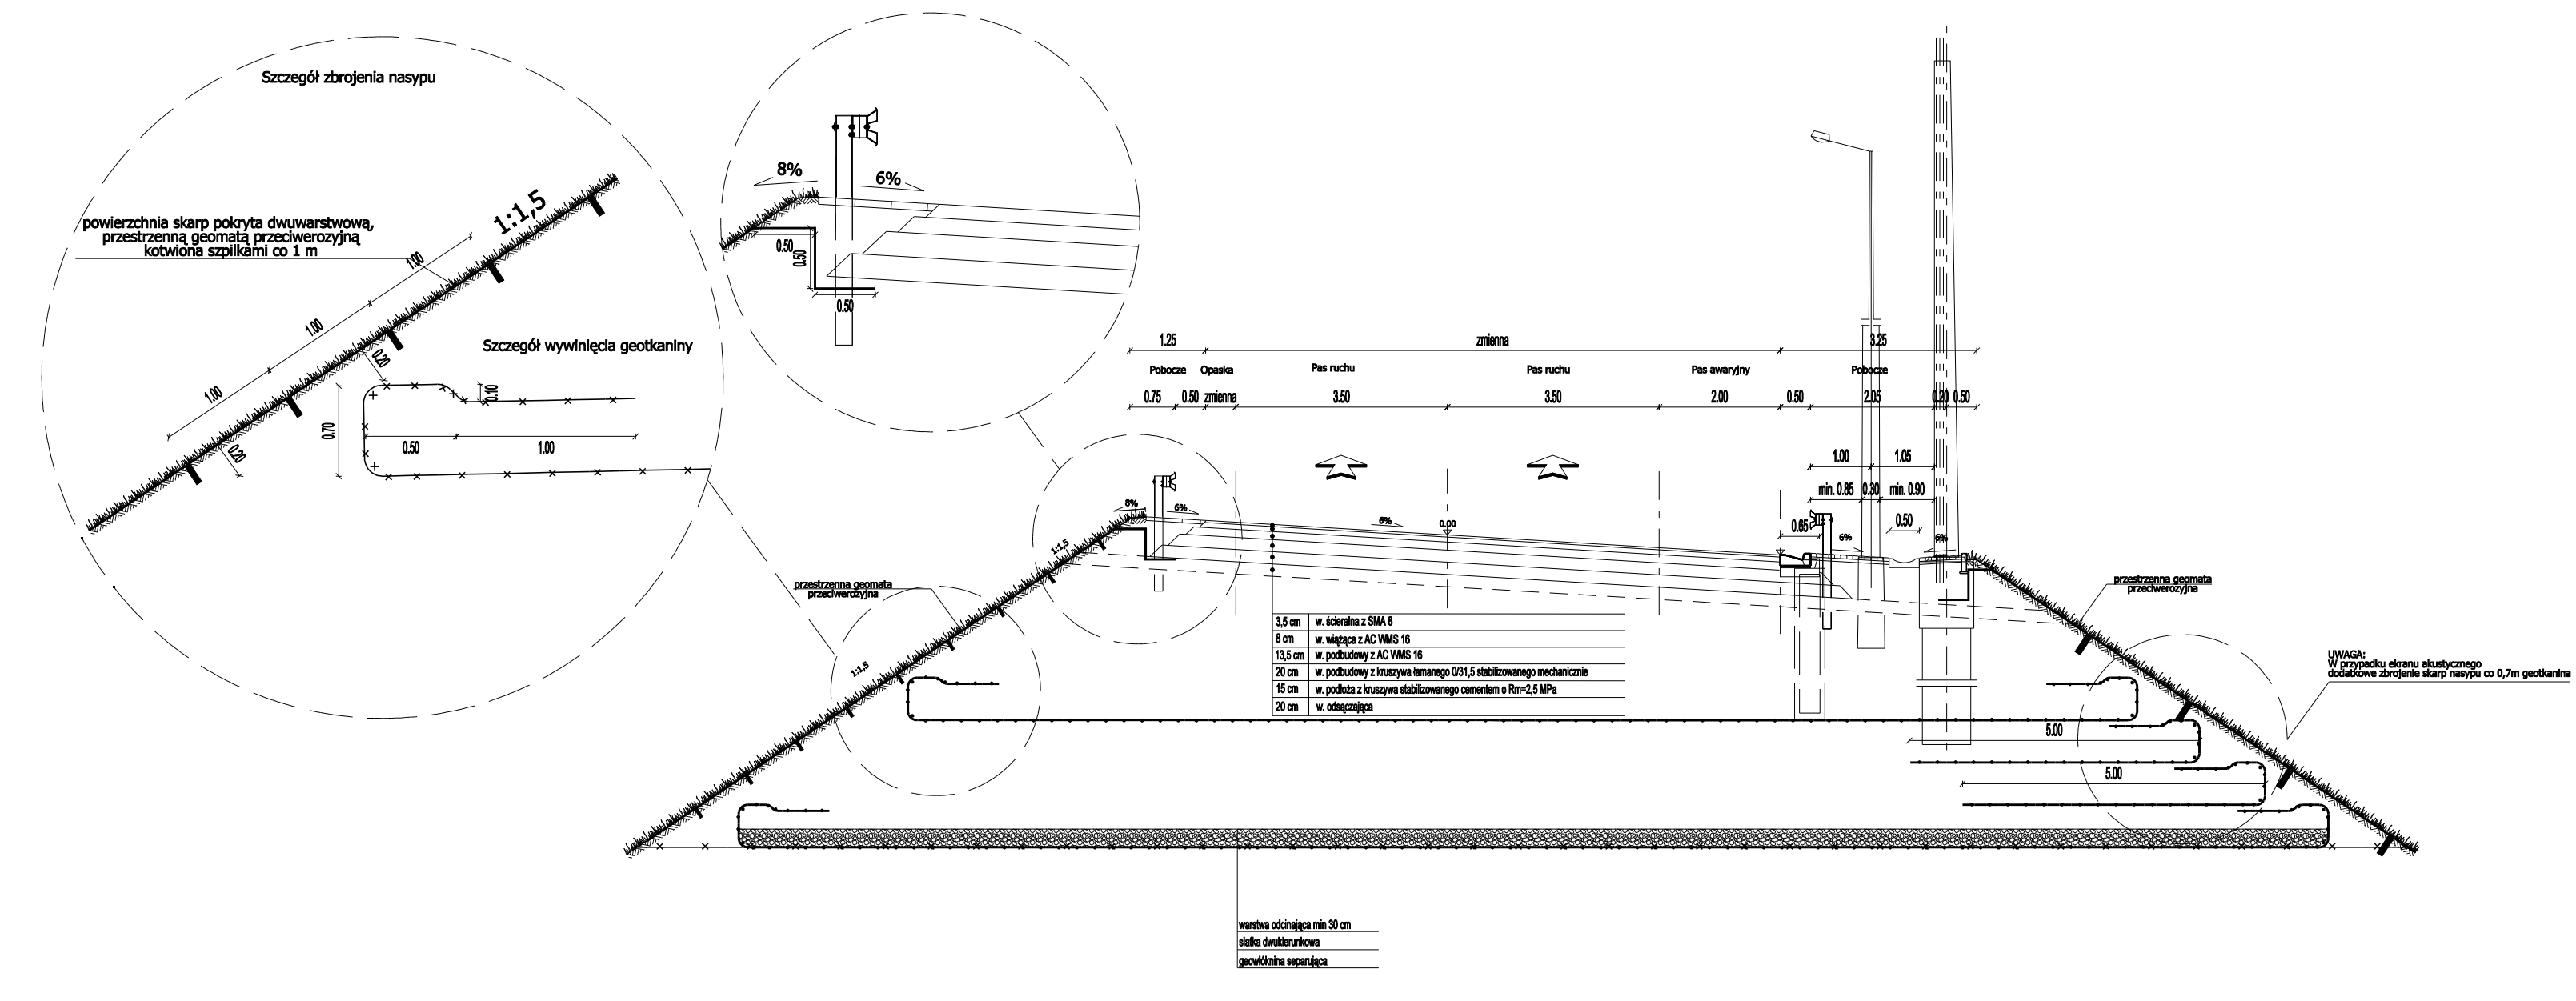 Szczegół zbrojenia nasypu
powierzchnia skarp pokryta dwuwarstwową,
przestrzenną geomatą przeciwerozyjną
kotwiona szpilkami co 1 m
1:1,5
1.00
1.00
1.00
0.20
0.20
Szczegół wywinięcia geotkaniny
0.10
0.70
0.50
1.00
8%
6%
0.50
0.50
0.50
1.25
zmienna
3.25
Pobocze
Opaska
Pas ruchu
Pas ruchu
Pas awaryjny
Pobocze
0.75
0.50
zmienna
3.50
3.50
2.00
0.50
2.05
0.20
0.50
1.00
1.05
min. 0.85
0.30
min. 0.90
0.65
0.50
8%
6%
6%
0.00
6%
6%
1:1,5
1:1,5
przestrzenna geomata
przeciwerozyjna
przestrzenna geomata
przeciwerozyjna
3,5 cm w. ścieralna z SMA 8
8 cm w. wiążąca z AC WMS 16
13,5 cm w. podbudowy z AC WMS 16
20 cm w. podbudowy z kruszywa łamanego 0/31,5 stabilizowanego mechanicznie
15 cm w. podłoża z kruszywa stabilizowanego cementem o Rm=2,5 MPa
20 cm w. odsączająca
UWAGA:
W przypadku ekranu akustycznego
dodatkowe zbrojenie skarp nasypu co 0,7m geotkanina
5.00
5.00
warstwa odcinająca min 30 cm
siatka dwukierunkowa
geowłóknina separująca